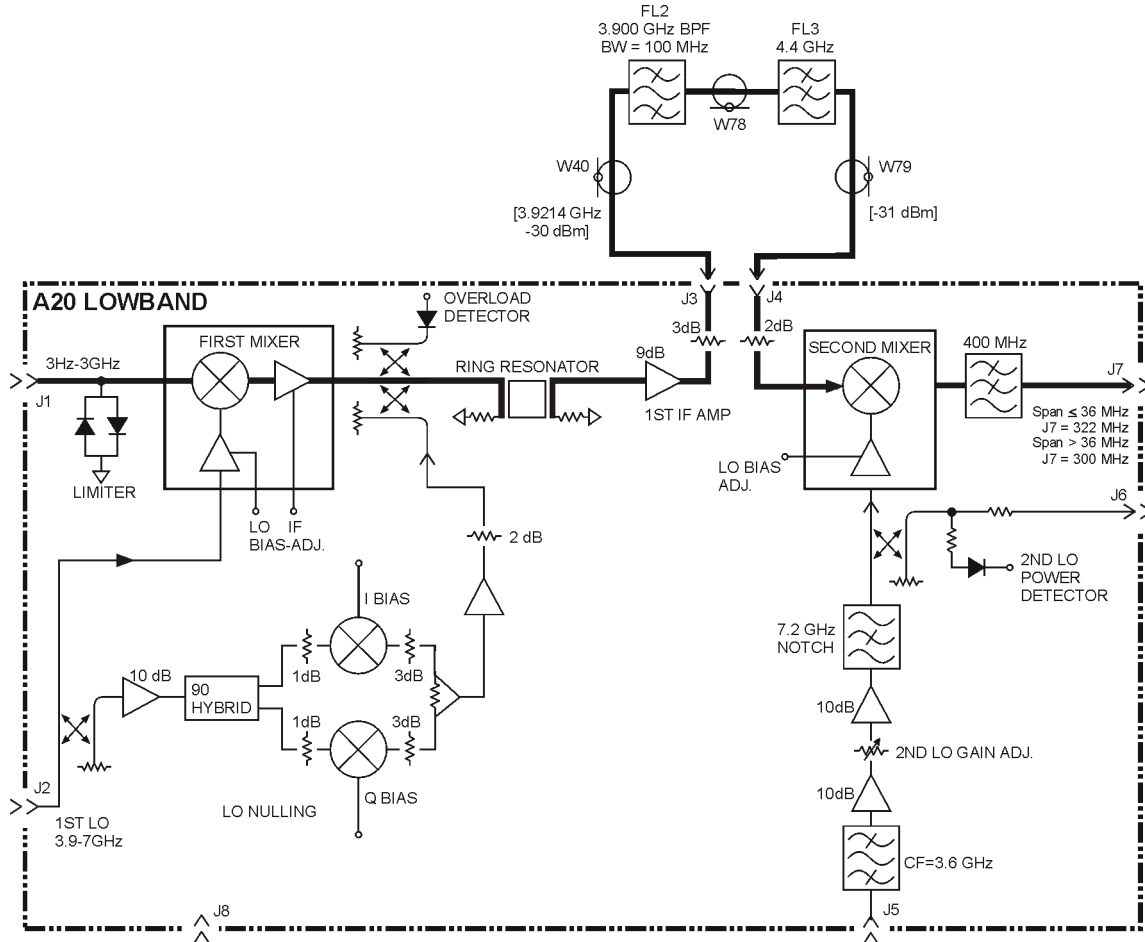 FL2
3.900 GHz BPF
BW = 100 MHz
FL3
4.4 GHz
W78
W40
W79
[3.9214 GHz
-30 dBm]
[-31 dBm]
A20 LOWBAND
OVERLOAD
DETECTOR
J3
J4
FIRST MIXER
3dB
2dB
SECOND MIXER
400 MHz
3Hz-3GHz
RING RESONATOR
9dB
J7
J1
1ST IF AMP
Span ≤ 36 MHz
J7 = 322 MHz
Span > 36 MHz
J7 = 300 MHz
LIMITER
LO BIAS
ADJ.
LO IF
BIAS-ADJ.
J6
2 dB
2ND LO
POWER
DETECTOR
I BIAS
7.2 GHz
NOTCH
10 dB
1dB
3dB
90
HYBRID
10dB
1dB
3dB
2ND LO GAIN ADJ.
J2
Q BIAS
10dB
LO NULLING
1ST LO
3.9-7GHz
CF=3.6 GHz
J8
J5